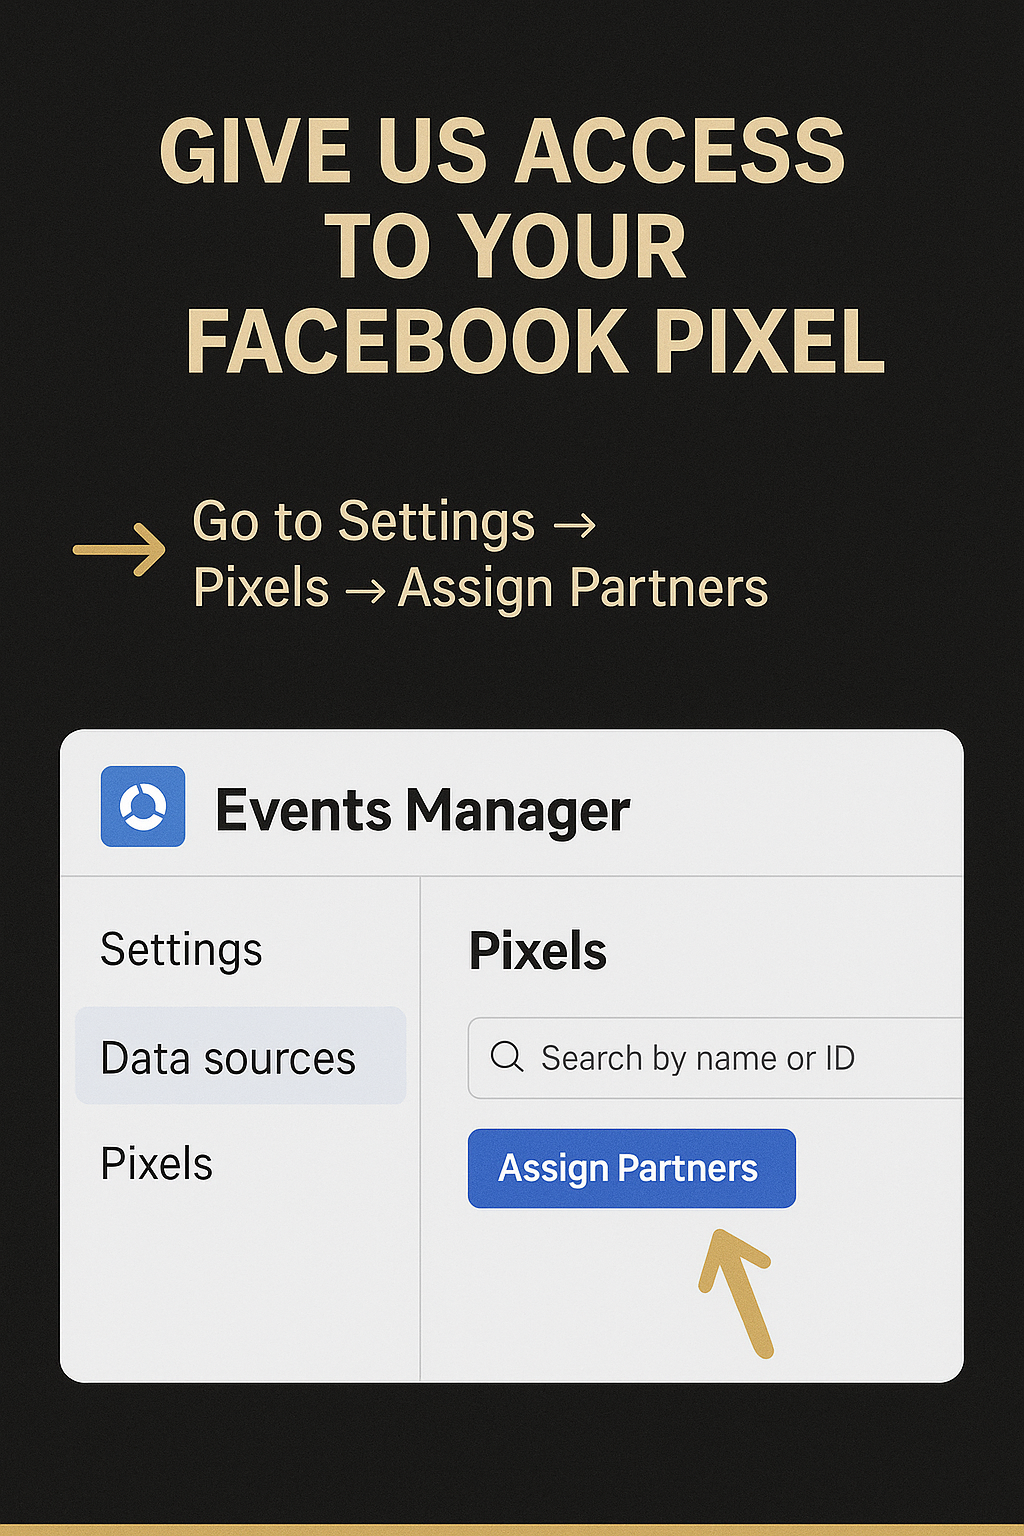 GIVE US ACCESS
TO YOUR
FACEBOOK PIXEL
Go to Settings →
Pixels → Assign Partners
Events Manager
Settings
Data sources
Pixels
Pixels
Search by name or ID
Assign Partners